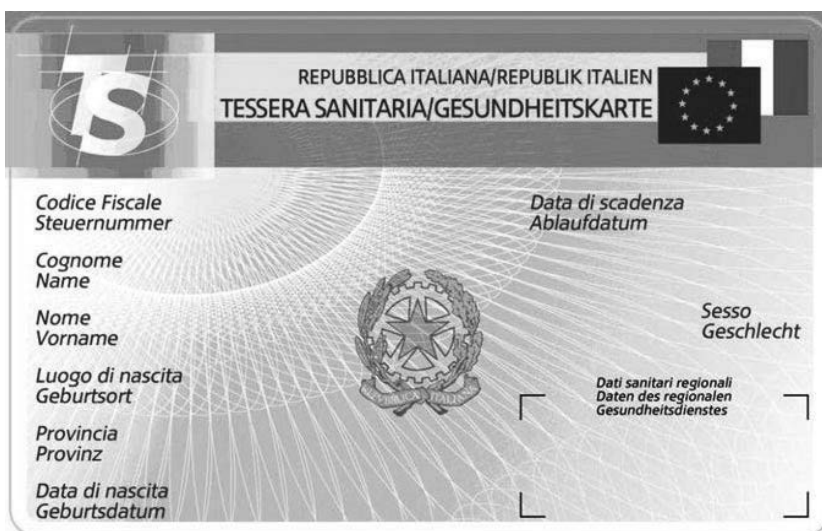 TS
REPUBBLICA ITALIANA/REPUBLIK ITALIEN
TESSERA SANITARIA/GESUNDHEITSKARTE
Codice Fiscale
Steuernummer
Data di scadenza
Ablaufdatum
Cognome
Name
Nome
Vorname
Sesso
Geschlecht
Luogo di nascita
Geburtsort
Dati sanitari regionali
Daten des regionalen
Gesundheitsdienstes
Provincia
Provinz
Data di nascita
Geburtsdatum
REPVBBLICA ITALIANA